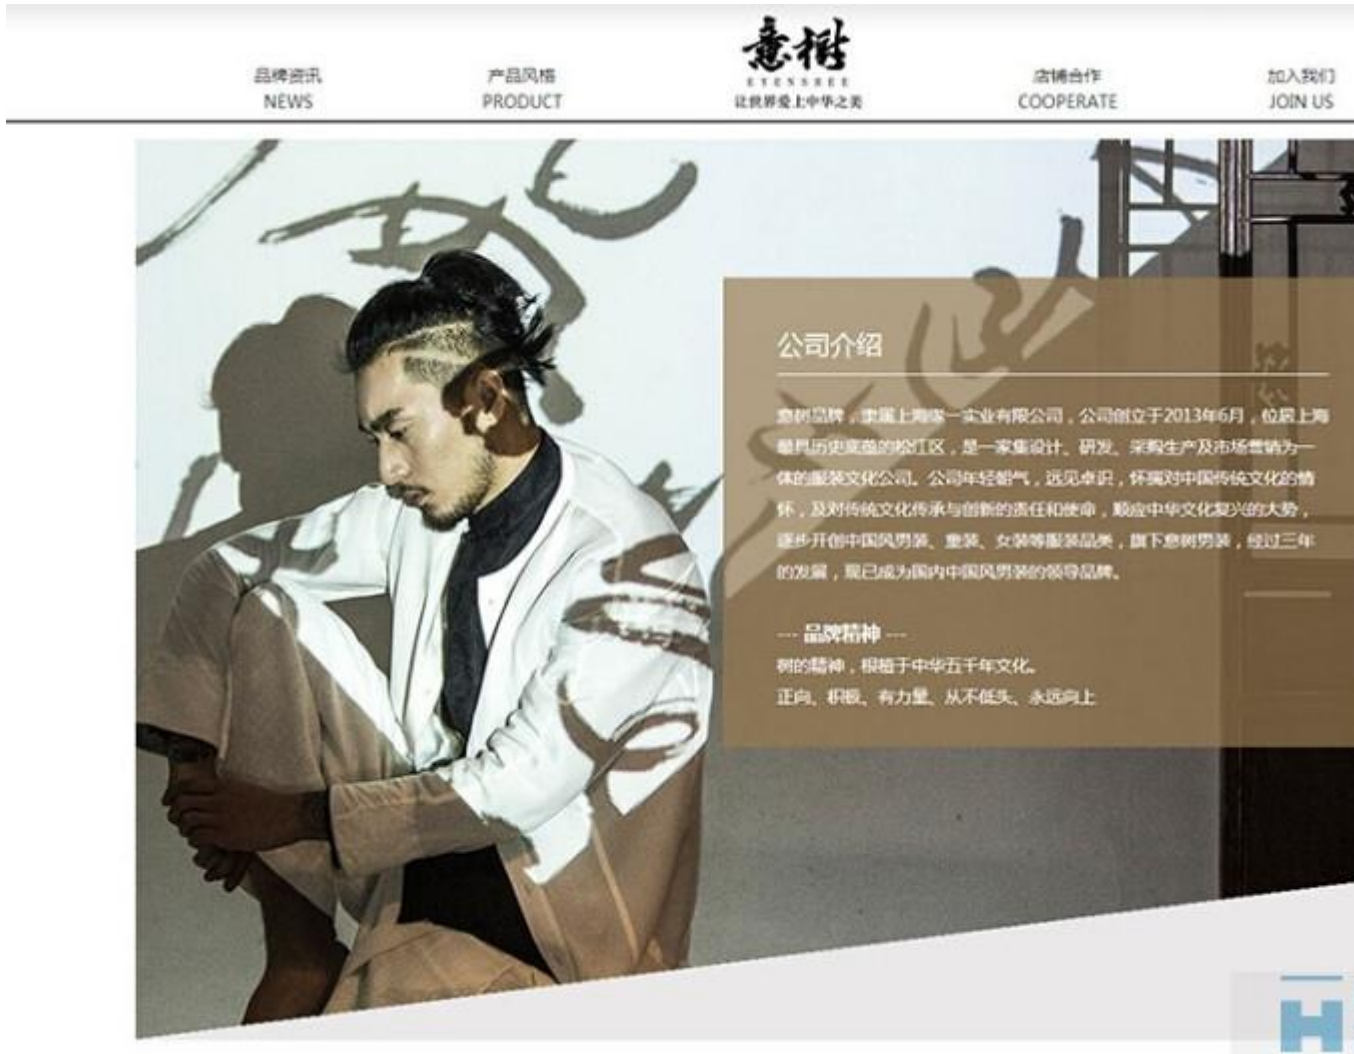 意树
EYENSREE
让世界爱上中华之美
品牌资讯
NEWS
产品风格
PRODUCT
店铺合作
COOPERATE
加入我们
JOIN US
公司介绍
意树品牌，隶属上海 一实业有限公司，公司创立于2013年6月，位居上海
最具历史底蕴的松江区，是一家集设计、研发、采购生产及市场营销为一
体的服装文化公司。公司年轻朝气，远见卓识，怀揣对中国传统文化的情
怀，及对传统文化传承与创新的责任和使命，顺应中华文化复兴的大势，
逐步开创中国风男装、童装、女装等服装品类，旗下意树男装，经过三年
的发展，现已成为国内中国风男装的领导品牌。
--- 品牌精神 ---
树的精神，根植于中华五千年文化。
正向、积极、有力量、从不低头、永远向上
H